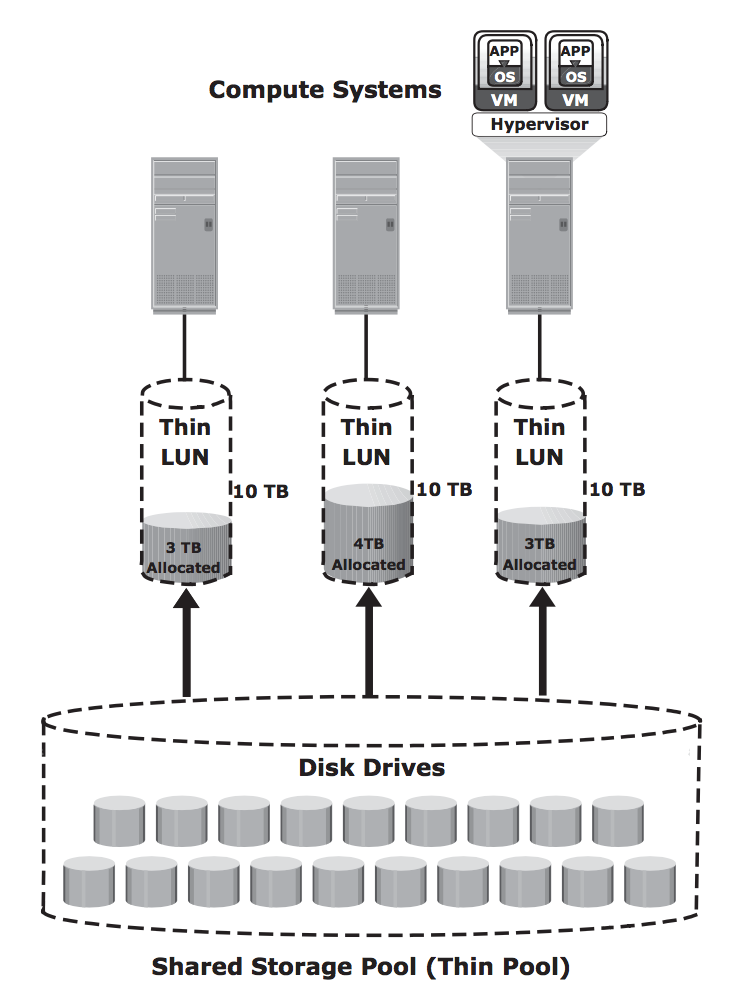 APP
APP
OS
OS
VM
VM
Compute Systems
Hypervisor
Thin
LUN
Thin
LUN
Thin
LUN
10 TB
10 TB
10 TB
3 TB
Allocated
4TB
Allocated
3TB
Allocated
Disk Drives
Shared Storage Pool (Thin Pool)